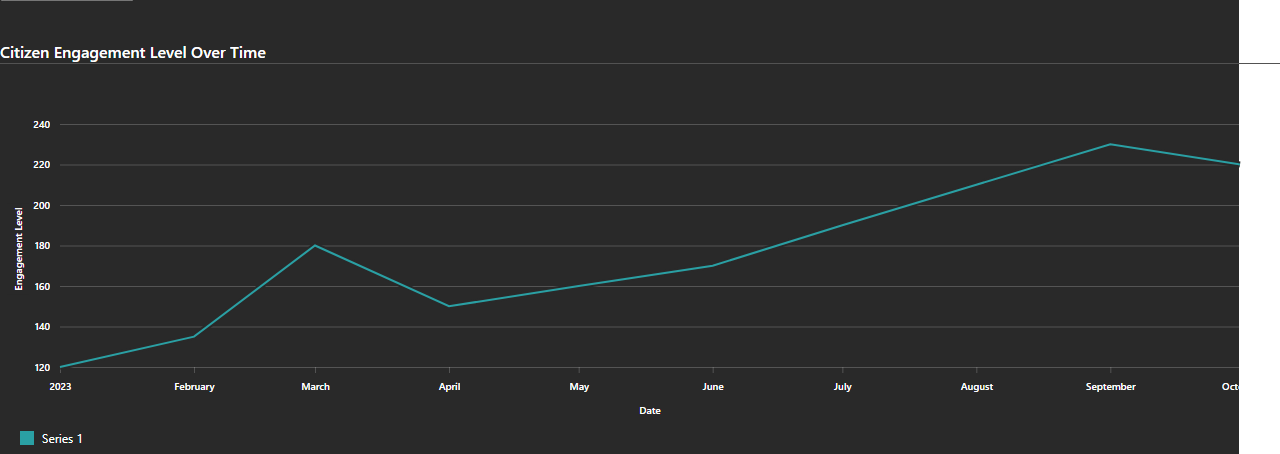 Citizen Engagement Level Over Time
240
220
200
180
160
140
120
Engagement Level
2023 February March April May June July August September Octo
Date
Series 1